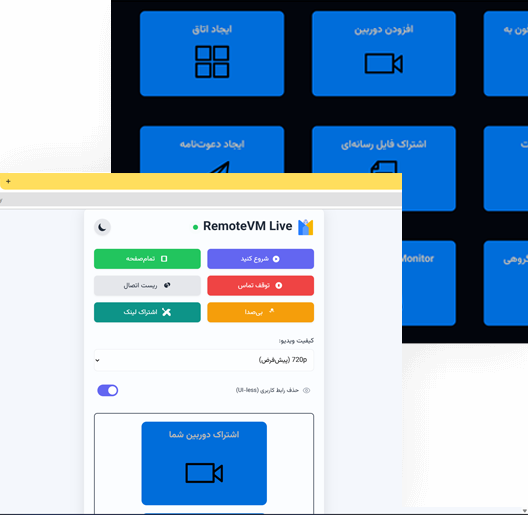 ایجاد اتاق
افزودن دوربین
ون به
ایجاد دعوت‌نامه
اشتراک فایل رسانه‌ای
ت
Monitor
گروهی
+
y
RemoteVM Live
تمام‌صفحه
شروع کنید
ریست اتصال
توقف تماس
اشتراک لینک
بی‌صدا
کیفیت ویدیو:
720p (پیش‌فرض)
حذف رابط کاربری (UI-less)
اشتراک دوربین شما